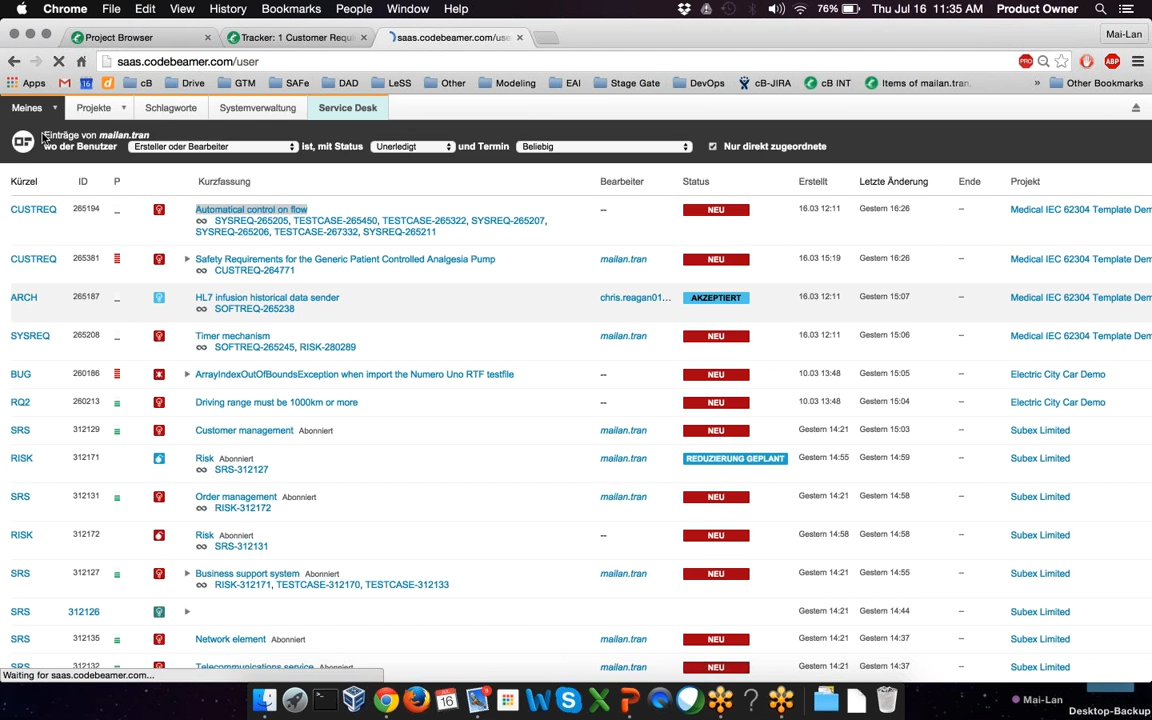 Chrome File Edit View History Bookmarks People Window Help 76% Thu Jul 16 11:35 AM Product Owner
Project Browser Tracker: 1 Customer Requi saas.codebeamer.com/use Mai-Lan
saas.codebeamer.com/user PRO ABP
Apps 16 cB Drive GTM SAFe DAD LeSS Other Modeling EAI Stage Gate DevOps cB-JIRA cB INT Items of mailan.tran, » Other Bookmarks
Meines Projekte Schlagworte Systemverwaltung Service Desk
Einträge von mailan.tran
wo der Benutzer Ersteller oder Bearbeiter ist, mit Status Unerledigt und Termin Beliebig Nur direkt zugeordnete
Kürzel ID P Kurzfassung Bearbeiter Status Erstellt Letzte Änderung Ende Projekt
CUSTREQ 265194 Automatical control on flow -- NEU 16.03 12:11 Gestern 16:26 -- Medical IEC 62304 Template Dem
SYSREQ-265205, TESTCASE-265450, TESTCASE-265322, SYSREQ-265207,
SYSREQ-265206, TESTCASE-267332, SYSREQ-265211
CUSTREQ 265381 Safety Requirements for the Generic Patient Controlled Analgesia Pump mailan.tran NEU 16.03 15:19 Gestern 16:26 -- Medical IEC 62304 Template Dem
CUSTREQ-264771
ARCH 265187 HL7 infusion historical data sender chris.reagan01... AKZEPTIERT 16.03 12:11 Gestern 15:07 -- Medical IEC 62304 Template Dem
SOFTREQ-265238
SYSREQ 265208 Timer mechanism mailan.tran NEU 16.03 12:11 Gestern 15:06 -- Medical IEC 62304 Template Dem
SOFTREQ-265245, RISK-280289
BUG 260186 ArrayIndexOutOfBoundsException when import the Numero Uno RTF testfile -- NEU 10.03 13:48 Gestern 15:05 -- Electric City Car Demo
RQ2 260213 Driving range must be 1000km or more -- NEU 10.03 13:48 Gestern 15:04 -- Electric City Car Demo
SRS 312129 Customer management Abonniert mailan.tran NEU Gestern 14:21 Gestern 15:03 -- Subex Limited
RISK 312171 Risk Abonniert mailan.tran REDUZIERUNG GEPLANT Gestern 14:55 Gestern 14:59 -- Subex Limited
SRS-312127
SRS 312131 Order management Abonniert mailan.tran NEU Gestern 14:21 Gestern 14:58 -- Subex Limited
RISK-312172
RISK 312172 Risk Abonniert -- NEU Gestern 14:58 Gestern 14:58 -- Subex Limited
SRS-312131
SRS 312127 Business support system Abonniert mailan.tran NEU Gestern 14:21 Gestern 14:55 -- Subex Limited
RISK-312171, TESTCASE-312170, TESTCASE-312133
SRS 312126 Gestern 14:21 Gestern 14:44 -- Subex Limited
SRS 312135 Network element Abonniert mailan.tran NEU Gestern 14:21 Gestern 14:37 -- Subex Limited
SRS 312132 Telecommunications service Abonniert mailan.tran NEU Gestern 14:21 Gestern 14:37 -- Subex Limited
Waiting for saas.codebeamer.com...
16 Mai-Lan
Desktop-Backup